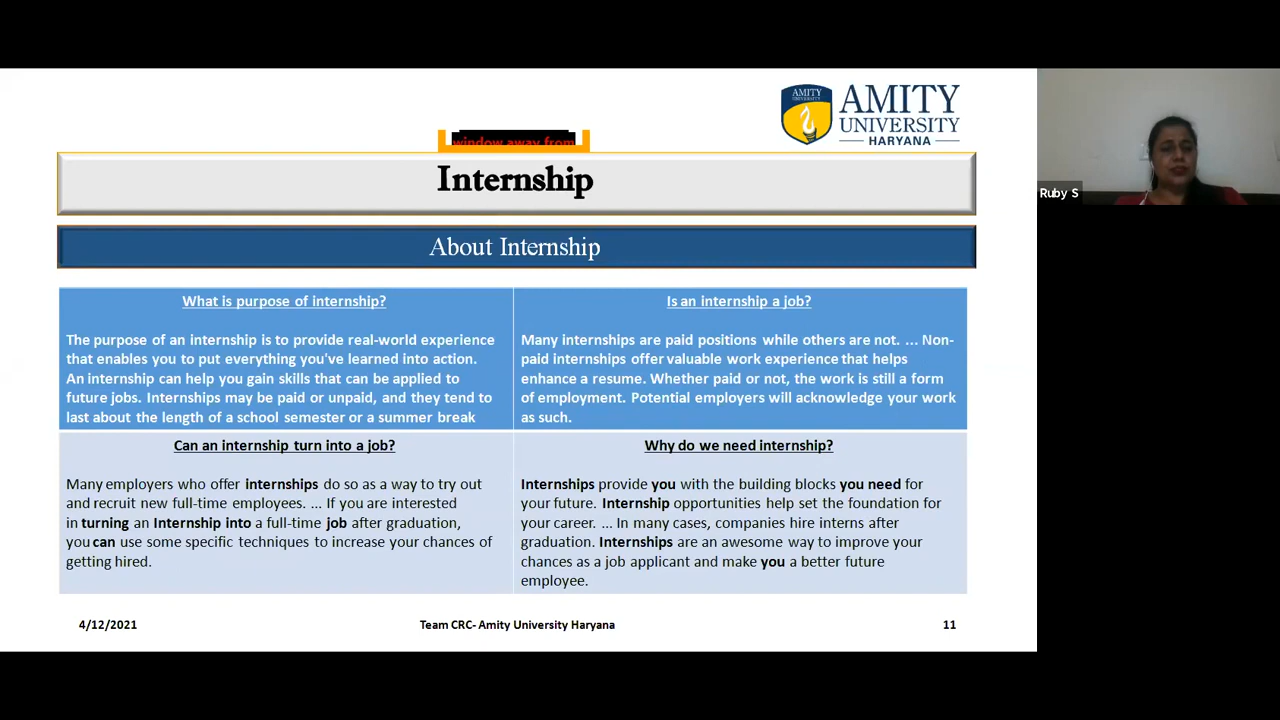 AMITY
UNIVERSITY
AMITY
UNIVERSITY
HARYANA
window away from
Internship
About Internship
What is purpose of internship?
The purpose of an internship is to provide real-world experience
that enables you to put everything you've learned into action.
An internship can help you gain skills that can be applied to
future jobs. Internships may be paid or unpaid, and they tend to
last about the length of a school semester or a summer break
Is an internship a job?
Many internships are paid positions while others are not. ... Non-
paid internships offer valuable work experience that helps
enhance a resume. Whether paid or not, the work is still a form
of employment. Potential employers will acknowledge your work
as such.
Can an internship turn into a job?
Many employers who offer internships do so as a way to try out
and recruit new full-time employees. ... If you are interested
in turning an Internship into a full-time job after graduation,
you can use some specific techniques to increase your chances of
getting hired.
Why do we need internship?
Internships provide you with the building blocks you need for
your future. Internship opportunities help set the foundation for
your career. ... In many cases, companies hire interns after
graduation. Internships are an awesome way to improve your
chances as a job applicant and make you a better future
employee.
4/12/2021
Team CRC- Amity University Haryana
11
Ruby S